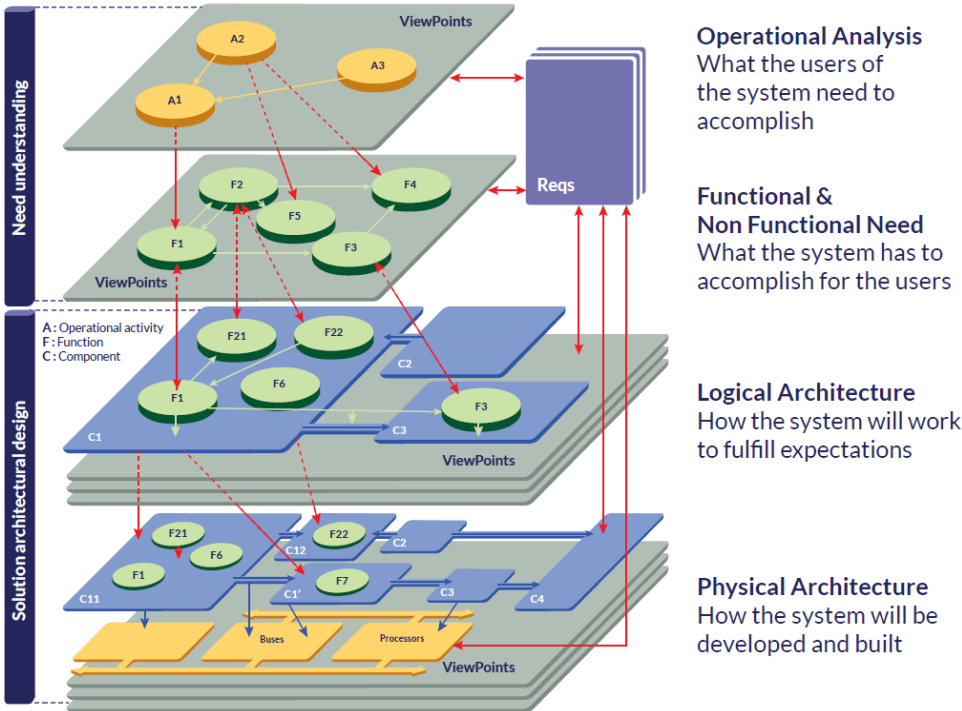 Need understanding
ViewPoints
A2
A3
A1
Operational Analysis
What the users of
the system need to
accomplish
Reqs
F2
F4
F5
F1
F3
ViewPoints
Functional &
Non Functional Need
What the system has to
accomplish for the users
Solution architectural design
A : Operational activity
F : Function
C : Component
F21
F22
C2
F6
F1
F3
C1
C3
ViewPoints
Logical Architecture
How the system will work
to fulfill expectations
F21
F22
C2
F6
C12
F1
F7
C11
C1'
C3
C4
Buses
Processors
ViewPoints
Physical Architecture
How the system will be
developed and built